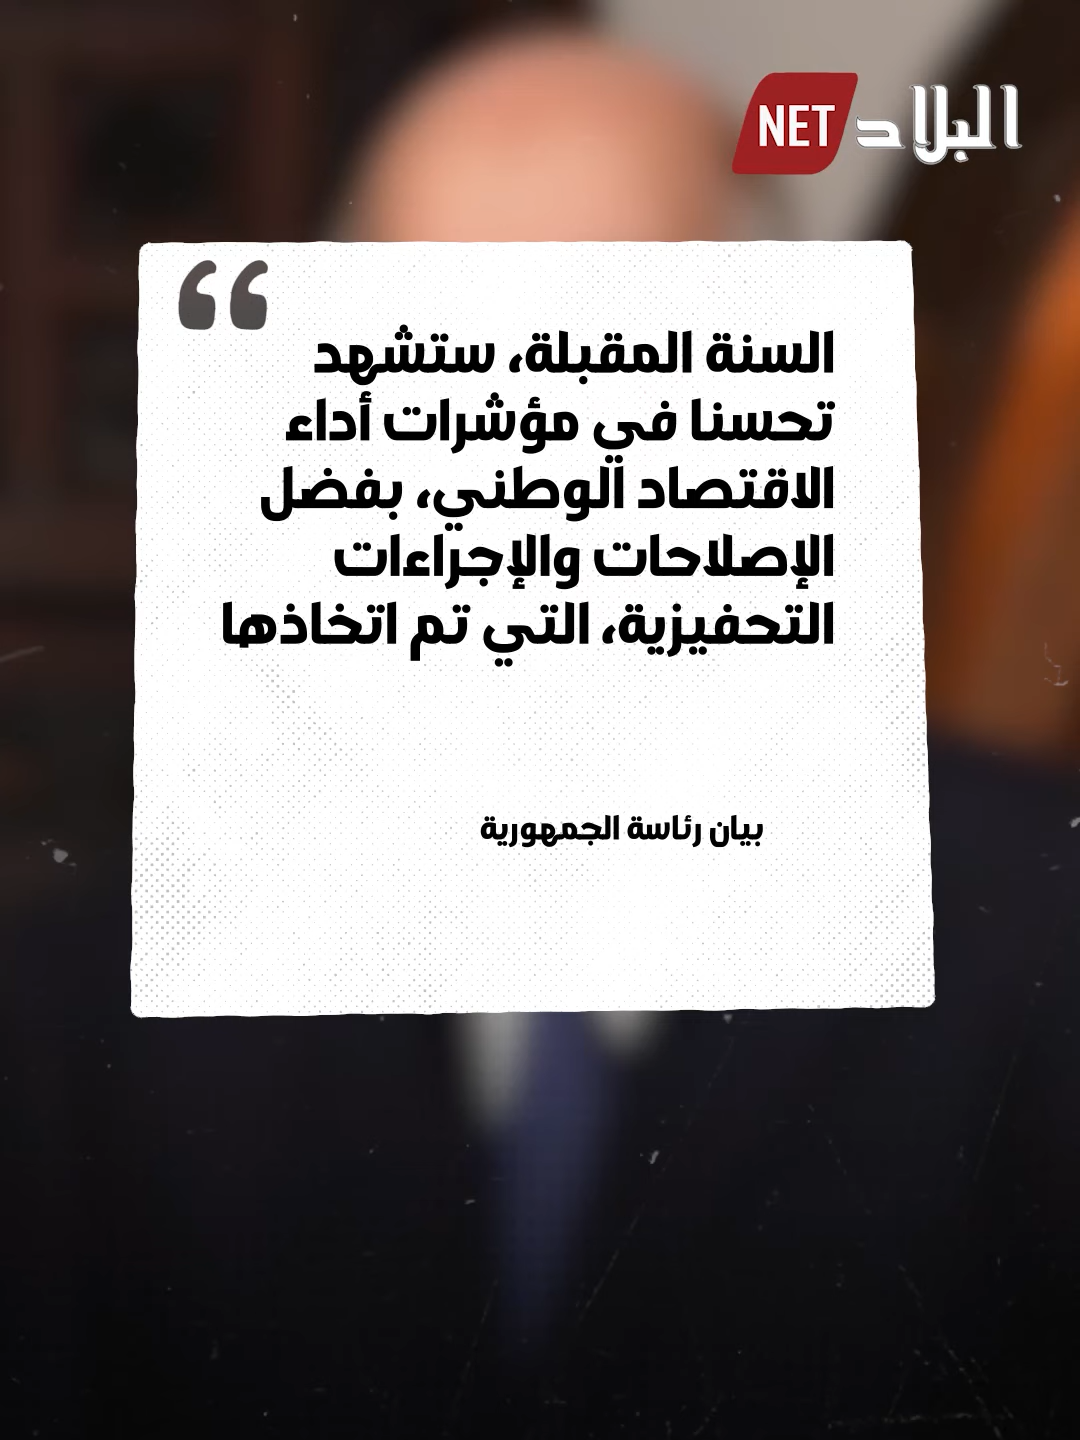 البلاد NET
السنة المقبلة، ستشهد
تحسنا في مؤشرات أداء
الاقتصاد الوطني، بفضل
الإصلاحات والإجراءات
التحفيزية، التي تم اتخاذها
بيان رئاسة الجمهورية